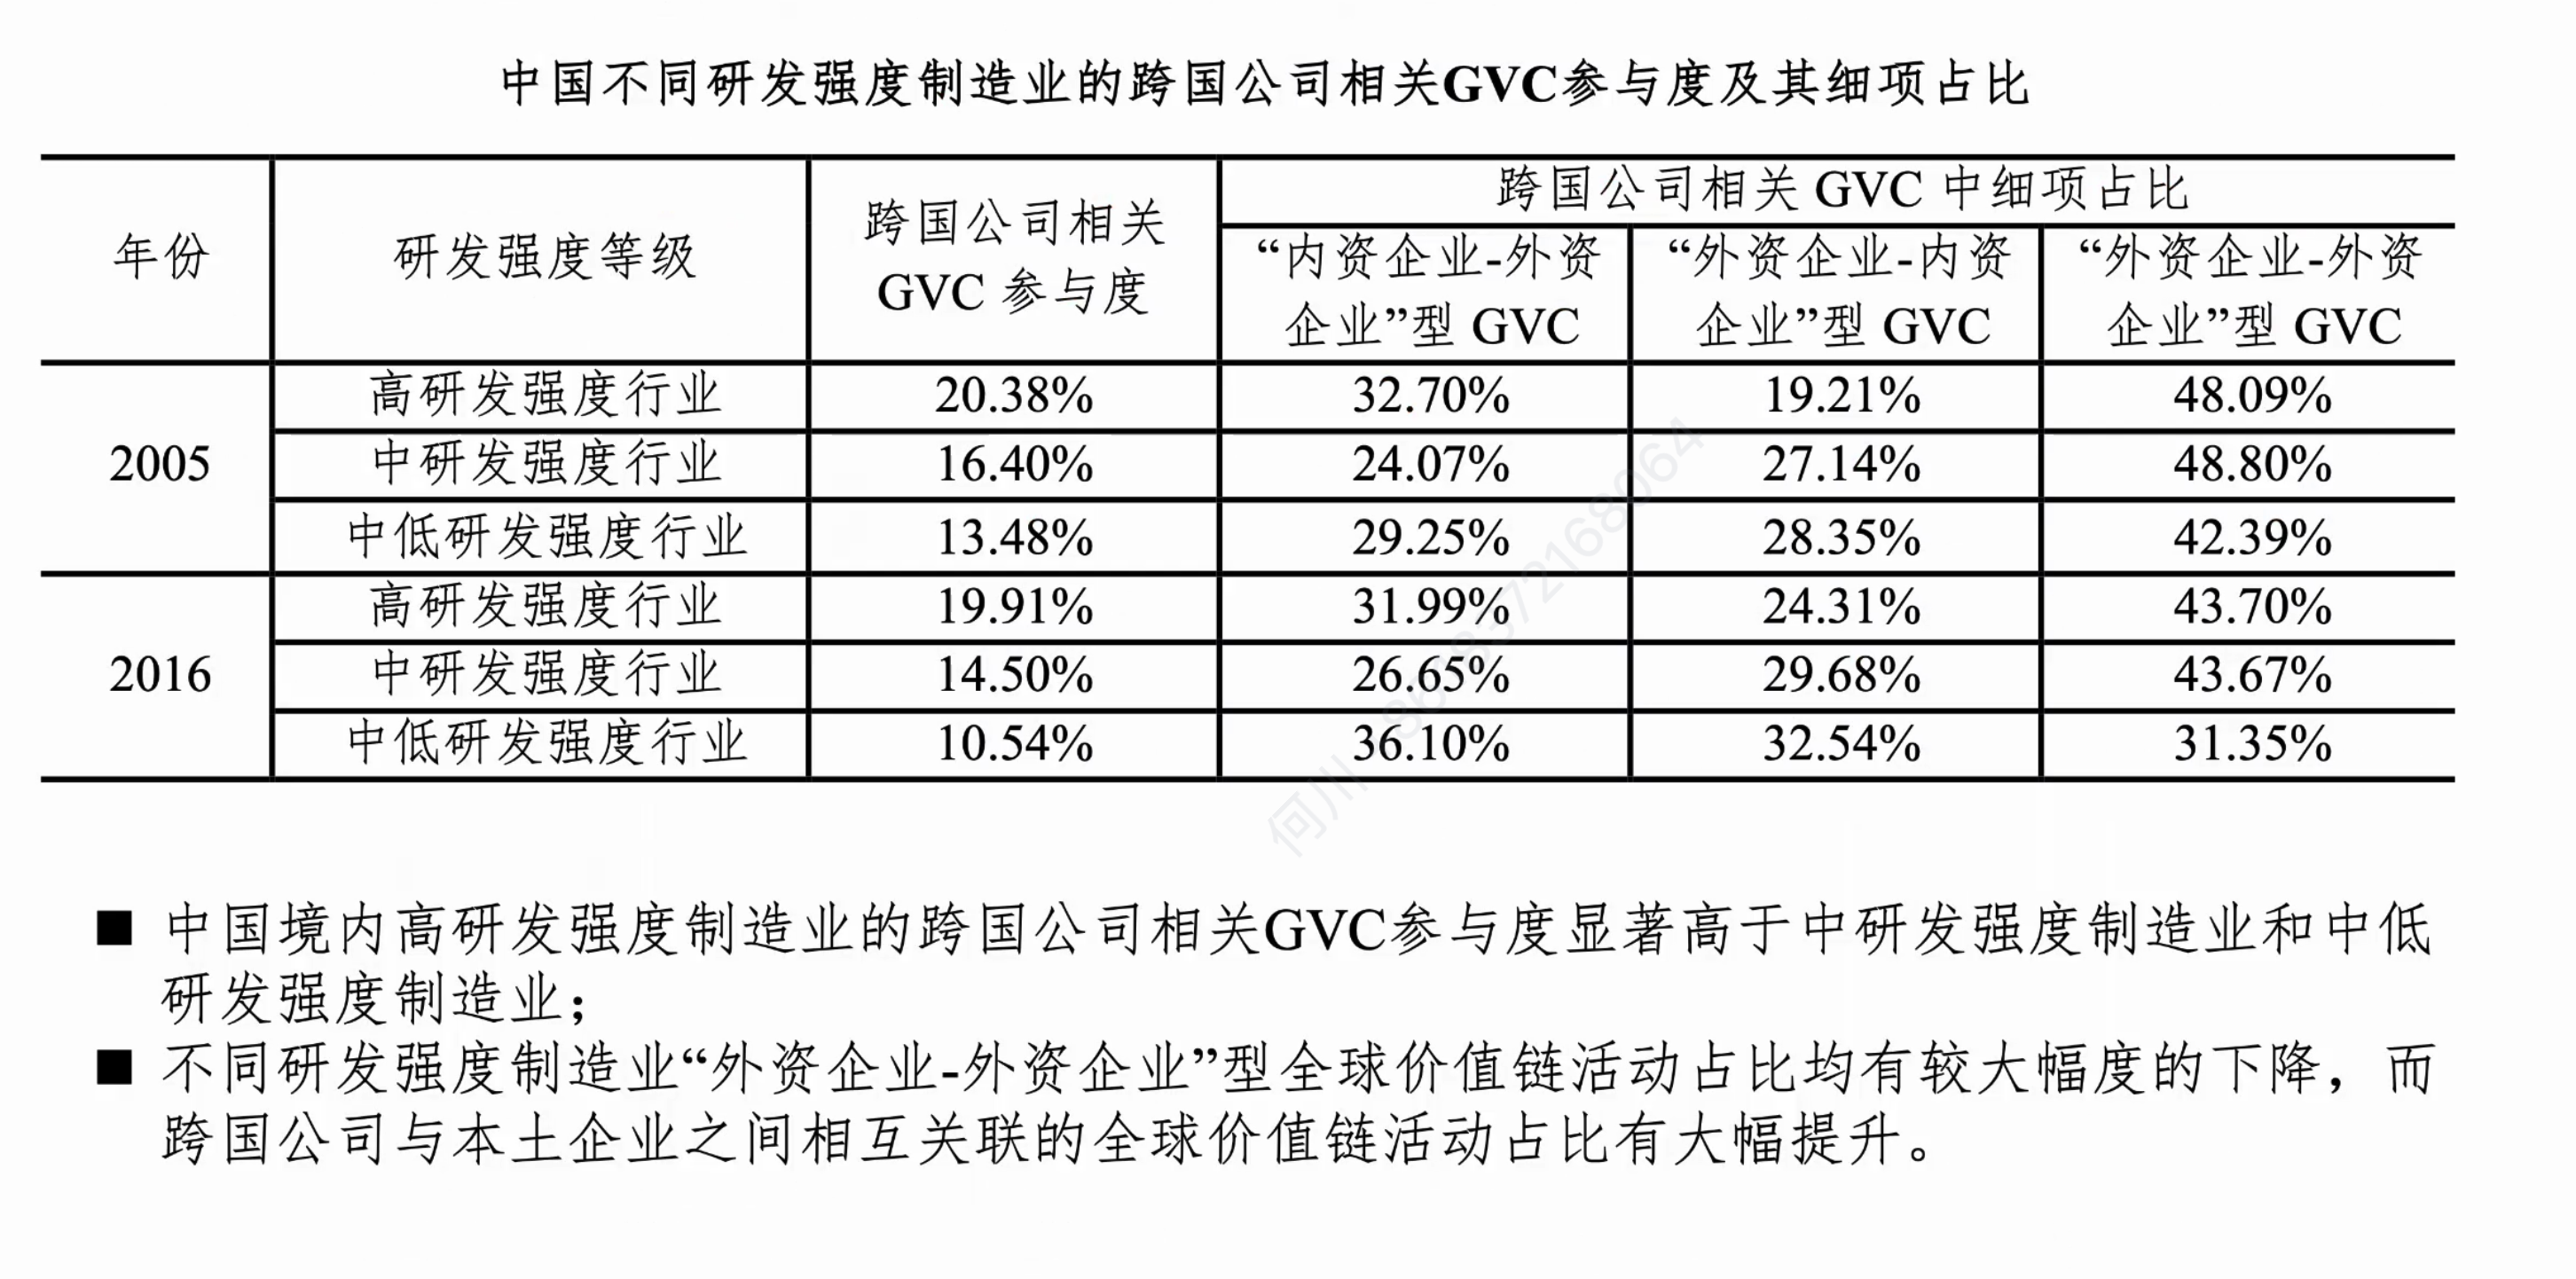 中国不同研发强度制造业的跨国公司相关GVC参与度及其细项占比
年份 研发强度等级 跨国公司相关 GVC 参与度 跨国公司相关 GVC 中细项占比
“内资企业-外资 “外资企业-内资 “外资企业-外资
企业”型 GVC 企业”型 GVC 企业”型 GVC
2005 高研发强度行业 20.38% 32.70% 19.21% 48.09%
中研发强度行业 16.40% 24.07% 27.14% 48.80%
中低研发强度行业 13.48% 29.25% 28.35% 42.39%
2016 高研发强度行业 19.91% 31.99% 24.31% 43.70%
中研发强度行业 14.50% 26.65% 29.68% 43.67%
中低研发强度行业 10.54% 36.10% 32.54% 31.35%
■ 中国境内高研发强度制造业的跨国公司相关GVC参与度显著高于中研发强度制造业和中低
研发强度制造业；
■ 不同研发强度制造业“外资企业-外资企业”型全球价值链活动占比均有较大幅度的下降，而
跨国公司与本土企业之间相互关联的全球价值链活动占比有大幅提升。
何川